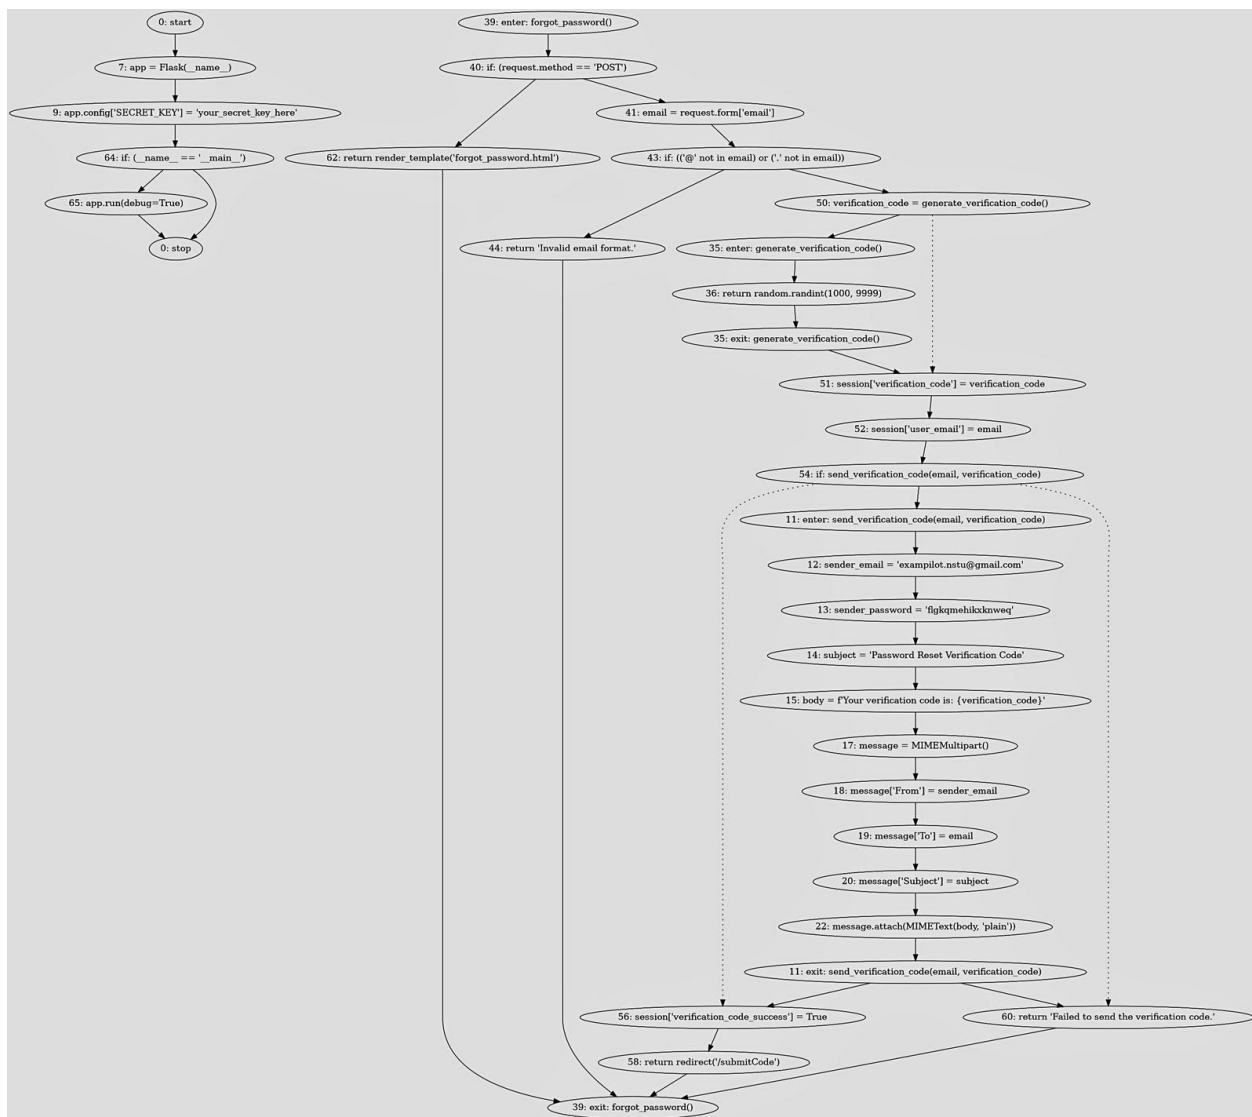 0: start
7: app = Flask(__name__)
9: app.config['SECRET_KEY'] = 'your_secret_key_here'
64: if: (__name__ == '__main__')
65: app.run(debug=True)
0: stop
39: enter: forgot_password()
40: if: (request.method == 'POST')
41: email = request.form['email']
62: return render_template('forgot_password.html')
43: if: (('@' not in email) or ('.' not in email))
50: verification_code = generate_verification_code()
44: return 'Invalid email format.'
35: enter: generate_verification_code()
36: return random.randint(1000, 9999)
35: exit: generate_verification_code()
51: session['verification_code'] = verification_code
52: session['user_email'] = email
54: if: send_verification_code(email, verification_code)
11: enter: send_verification_code(email, verification_code)
12: sender_email = 'exampilot.nstu@gmail.com'
13: sender_password = 'flgkqmehikxknweq'
14: subject = 'Password Reset Verification Code'
15: body = f'Your verification code is: {verification_code}'
17: message = MIMEMultipart()
18: message['From'] = sender_email
19: message['To'] = email
20: message['Subject'] = subject
22: message.attach(MIMEText(body, 'plain'))
11: exit: send_verification_code(email, verification_code)
56: session['verification_code_success'] = True
60: return 'Failed to send the verification code.'
58: return redirect('/submitCode')
39: exit: forgot_password()